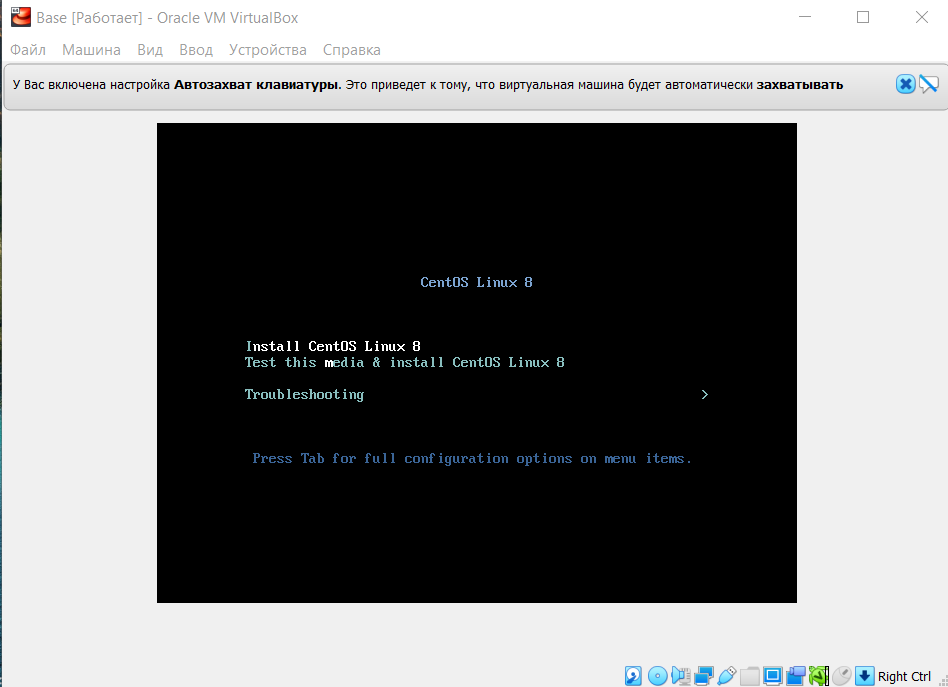 Base [Работает] - Oracle VM VirtualBox
Файл Машина Вид Ввод Устройства Справка
У Вас включена настройка Автозахват клавиатуры. Это приведет к тому, что виртуальная машина будет автоматически захватывать
CentOS Linux 8
Install CentOS Linux 8
Test this media & install CentOS Linux 8
Troubleshooting >
Press Tab for full configuration options on menu items.
Right Ctrl